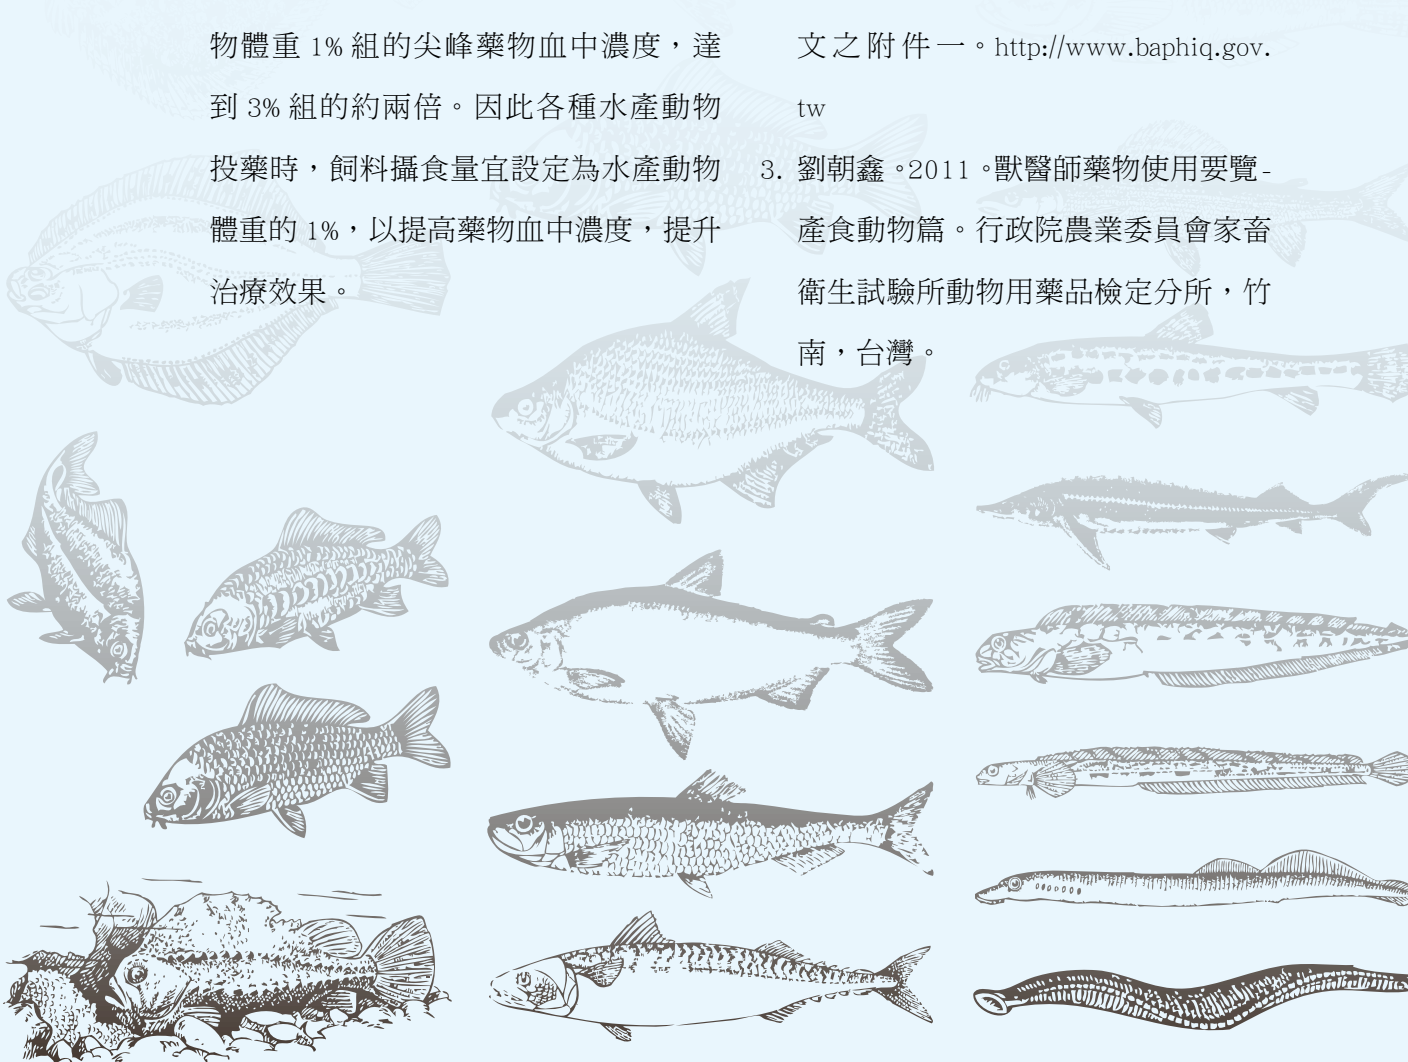 物體重 1% 組的尖峰藥物血中濃度，達
到 3% 組的約兩倍。因此各種水產動物
投藥時，飼料攝食量宜設定為水產動物
體重的 1%，以提高藥物血中濃度，提升
治療效果。
文之附件一。http://www.baphiq.gov.
tw
3. 劉朝鑫。2011。獸醫師藥物使用要覽-
產食動物篇。行政院農業委員會家畜
衛生試驗所動物用藥品檢定分所，竹
南，台灣。